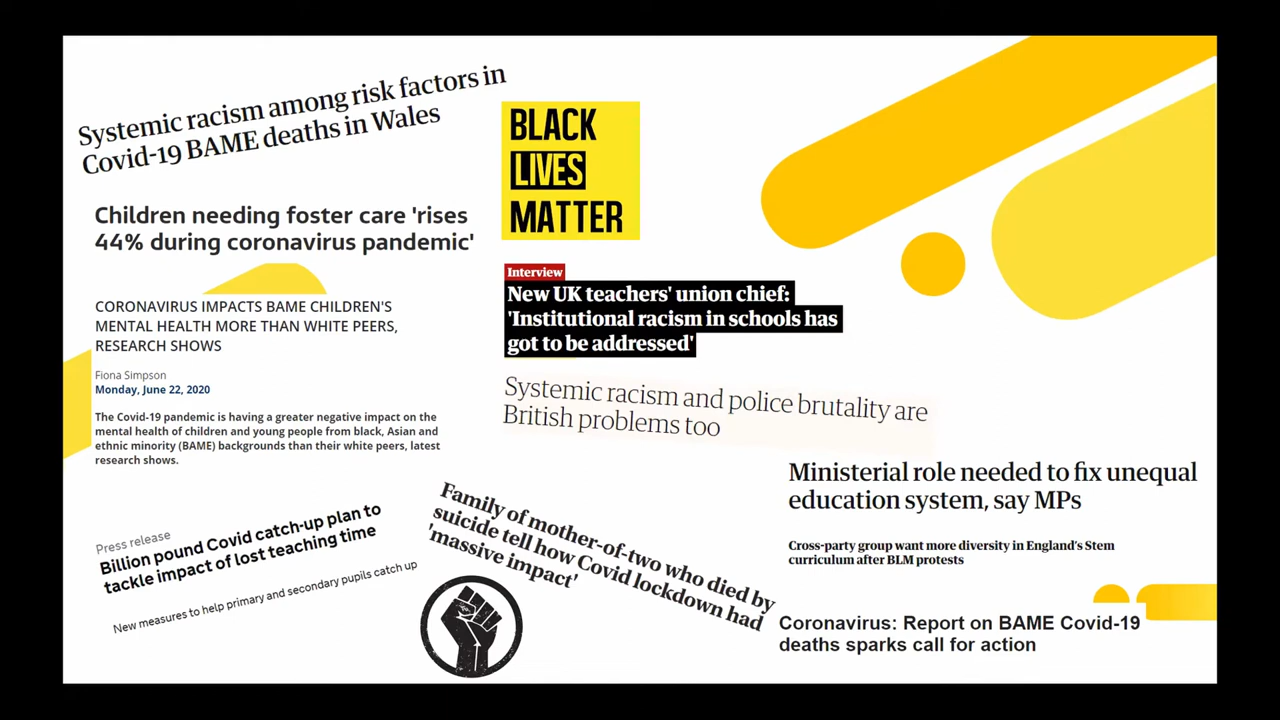 Systemic racism among risk factors in
Covid-19 BAME deaths in Wales
Children needing foster care 'rises
44% during coronavirus pandemic'
CORONAVIRUS IMPACTS BAME CHILDREN'S
MENTAL HEALTH MORE THAN WHITE PEERS,
RESEARCH SHOWS
Fiona Simpson
Monday, June 22, 2020
The Covid-19 pandemic is having a greater negative impact on the
mental health of children and young people from black, Asian and
ethnic minority (BAME) backgrounds than their white peers, latest
research shows.
Press release
Billion pound Covid catch-up plan to
tackle impact of lost teaching time
New measures to help primary and secondary pupils catch up
BLACK
LIVES
MATTER
Interview
New UK teachers' union chief:
'Institutional racism in schools has
got to be addressed'
Systemic racism and police brutality are
British problems too
Family of mother-of-two who died by
suicide tell how Covid lockdown had
'massive impact'
Ministerial role needed to fix unequal
education system, say MPs
Cross-party group want more diversity in England's Stem
curriculum after BLM protests
Coronavirus: Report on BAME Covid-19
deaths sparks call for action